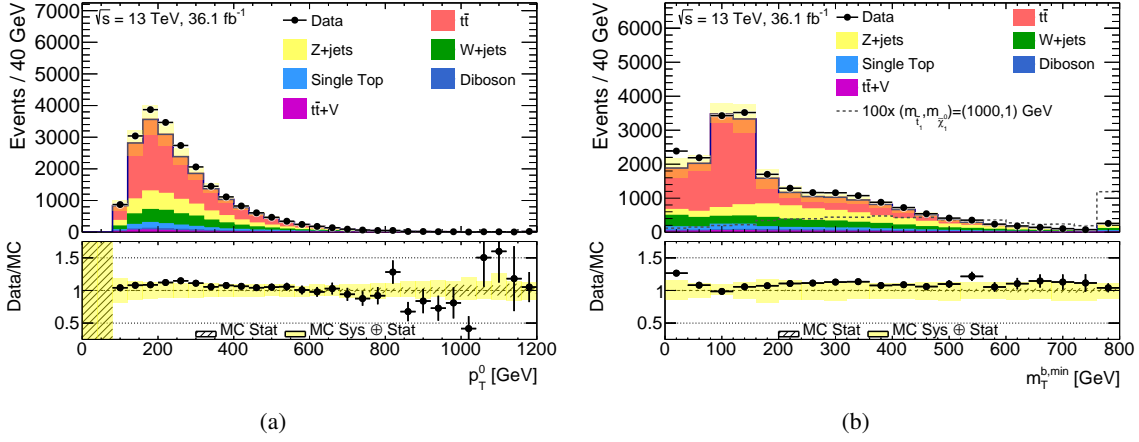 √s = 13 TeV, 36.1 fb⁻¹
Data
tt̄
Z+jets
W+jets
Single Top
Diboson
tt̄+V
Events / 40 GeV
7000
6000
5000
4000
3000
2000
1000
0
Data/MC
1.5
1
0.5
MC Stat
MC Sys ⊕ Stat
0 200 400 600 800 1000 1200
p_T^0 [GeV]
(a)
√s = 13 TeV, 36.1 fb⁻¹
Data
tt̄
Z+jets
W+jets
Single Top
Diboson
tt̄+V
100x (m_t̃₁,m_χ̃₁⁰)=(1000,1) GeV
Events / 40 GeV
6000
5000
4000
3000
2000
1000
0
Data/MC
1.5
1
0.5
MC Stat
MC Sys ⊕ Stat
0 100 200 300 400 500 600 700 800
m_T^b,min [GeV]
(b)